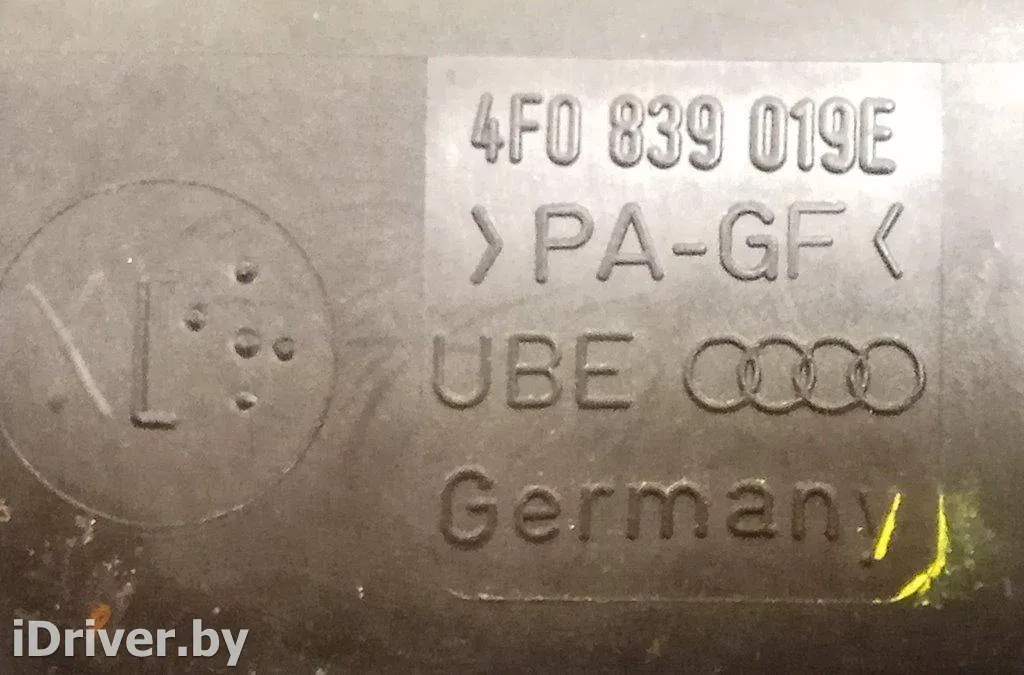 4F0 839 019E
>PA-GF<
UBE
Germany
iDriver.by